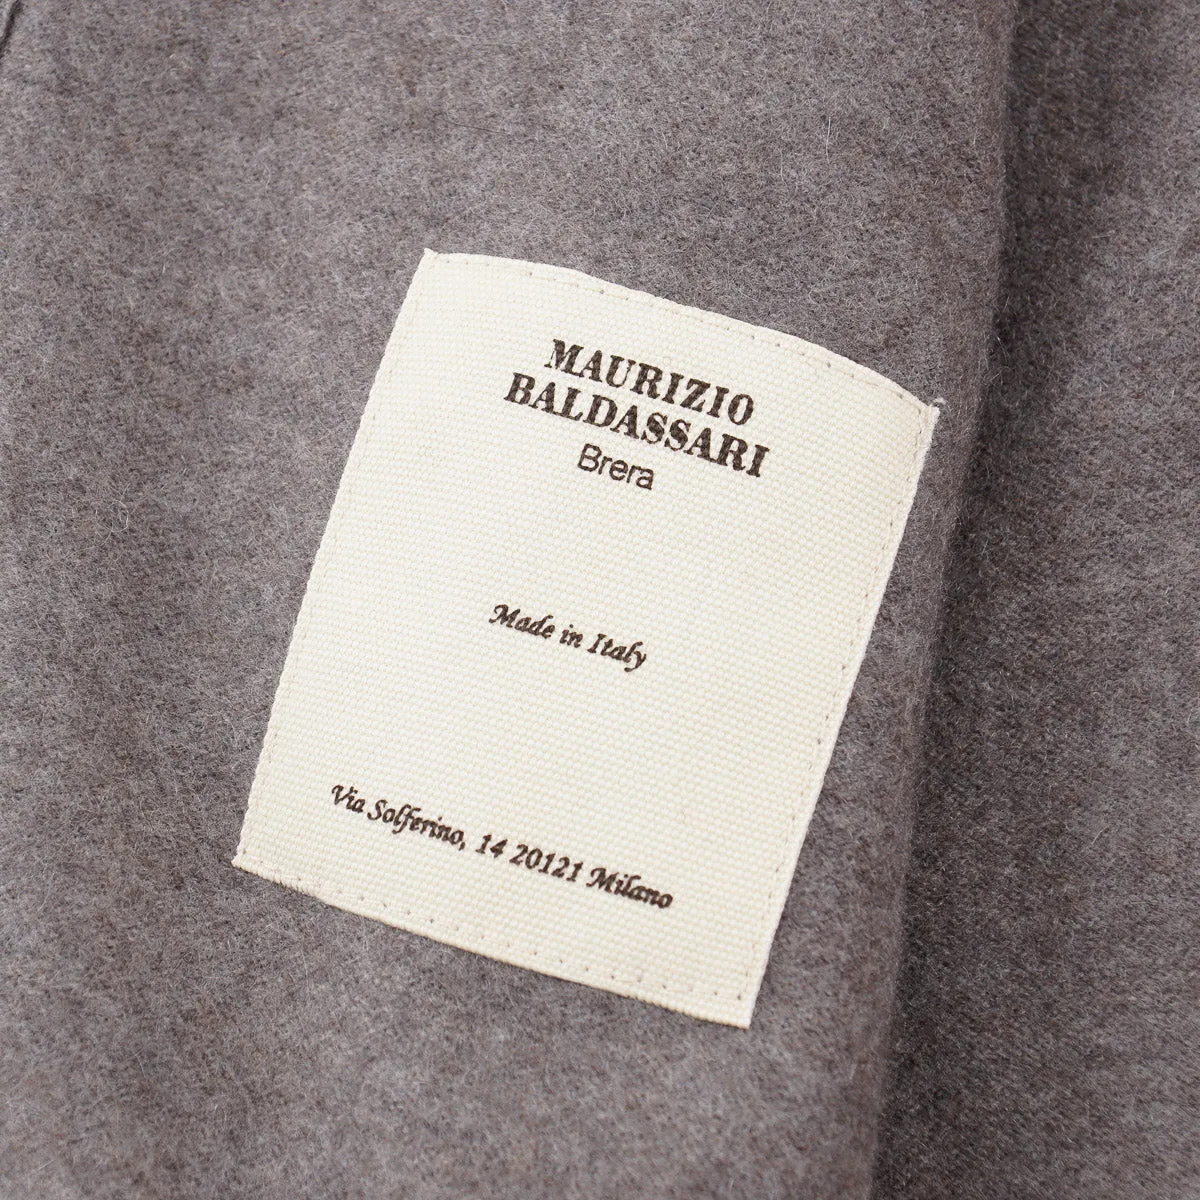 MAURIZIO
BALDASSARI
Brera
Made in Italy
Via Solferino, 14 20121 Milano